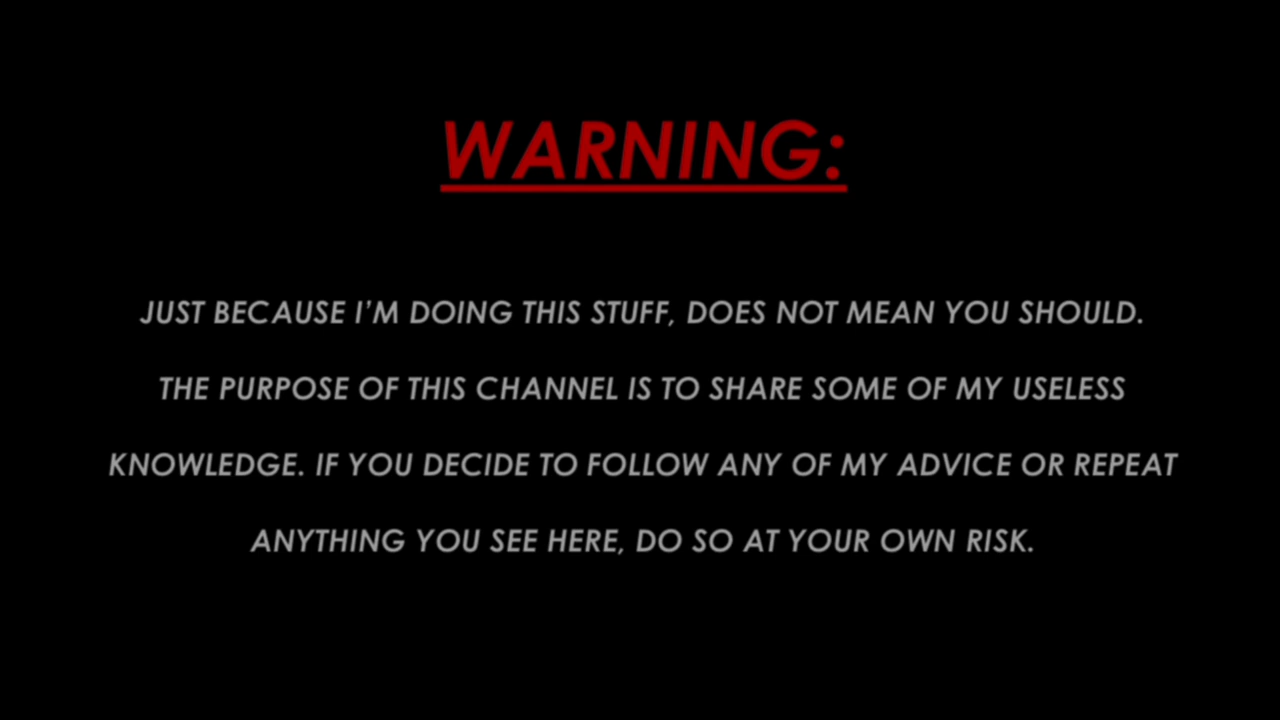 WARNING:
JUST BECAUSE I’M DOING THIS STUFF, DOES NOT MEAN YOU SHOULD.
THE PURPOSE OF THIS CHANNEL IS TO SHARE SOME OF MY USELESS
KNOWLEDGE. IF YOU DECIDE TO FOLLOW ANY OF MY ADVICE OR REPEAT
ANYTHING YOU SEE HERE, DO SO AT YOUR OWN RISK.